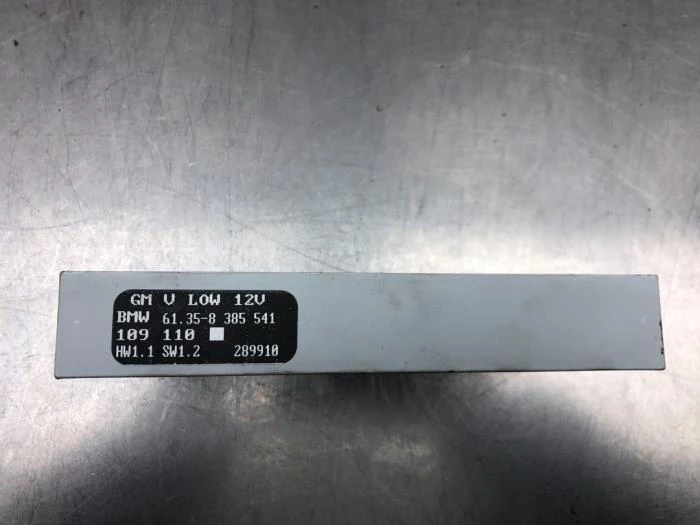 GM V LOW 12V
BMW 61.35-8 385 541
109 110
HW1.1 SW1.2 289910